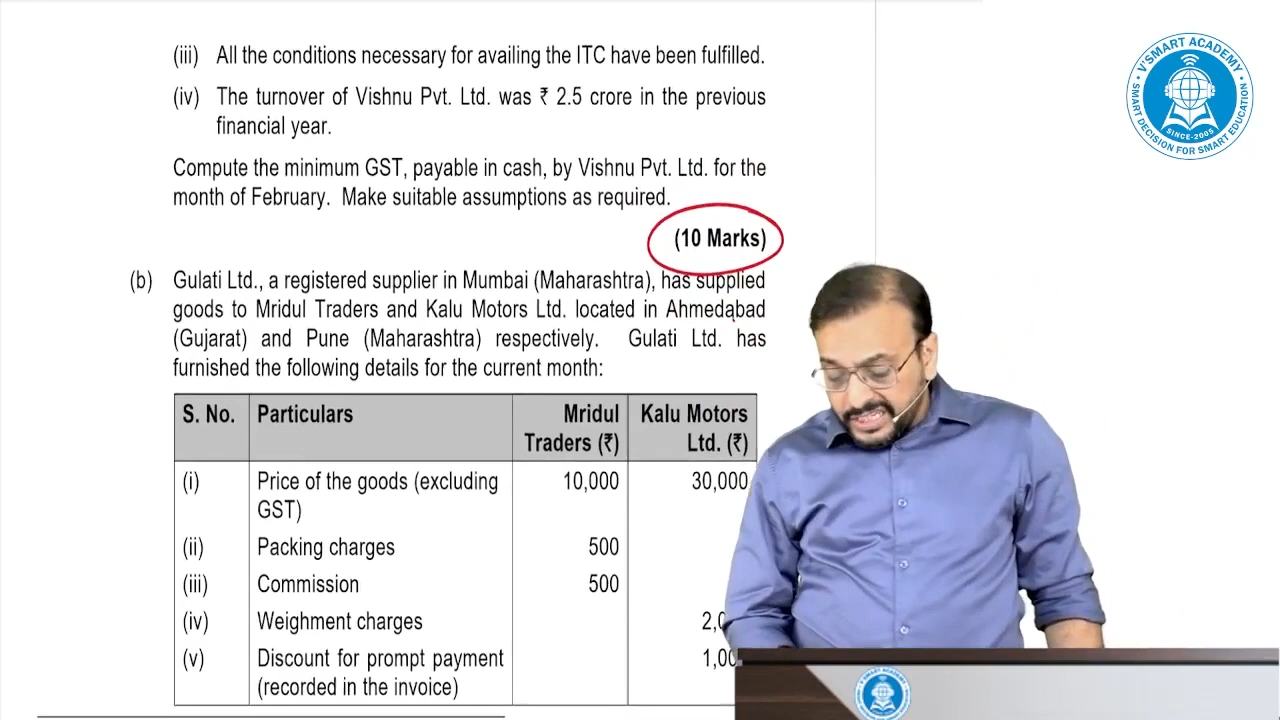 (iii) All the conditions necessary for availing the ITC have been fulfilled.
(iv) The turnover of Vishnu Pvt. Ltd. was ₹ 2.5 crore in the previous
financial year.
Compute the minimum GST, payable in cash, by Vishnu Pvt. Ltd. for the
month of February. Make suitable assumptions as required.
(10 Marks)
(b) Gulati Ltd., a registered supplier in Mumbai (Maharashtra), has supplied
goods to Mridul Traders and Kalu Motors Ltd. located in Ahmedabad
(Gujarat) and Pune (Maharashtra) respectively. Gulati Ltd. has
furnished the following details for the current month:
S. No. Particulars Mridul Traders (₹) Kalu Motors Ltd. (₹)
(i) Price of the goods (excluding GST) 10,000 30,000
(ii) Packing charges 500
(iii) Commission 500
(iv) Weighment charges
(v) Discount for prompt payment
(recorded in the invoice)
V'SMART ACADEMY
SMART DECISION FOR SMART EDUCATION
SINCE-2005